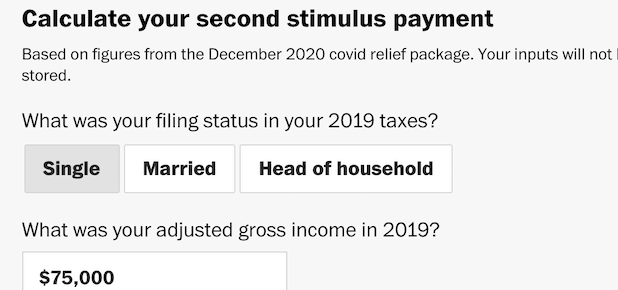 Calculate your second stimulus payment
Based on figures from the December 2020 covid relief package. Your inputs will not
stored.
What was your filing status in your 2019 taxes?
Single Married Head of household
What was your adjusted gross income in 2019?
$75,000